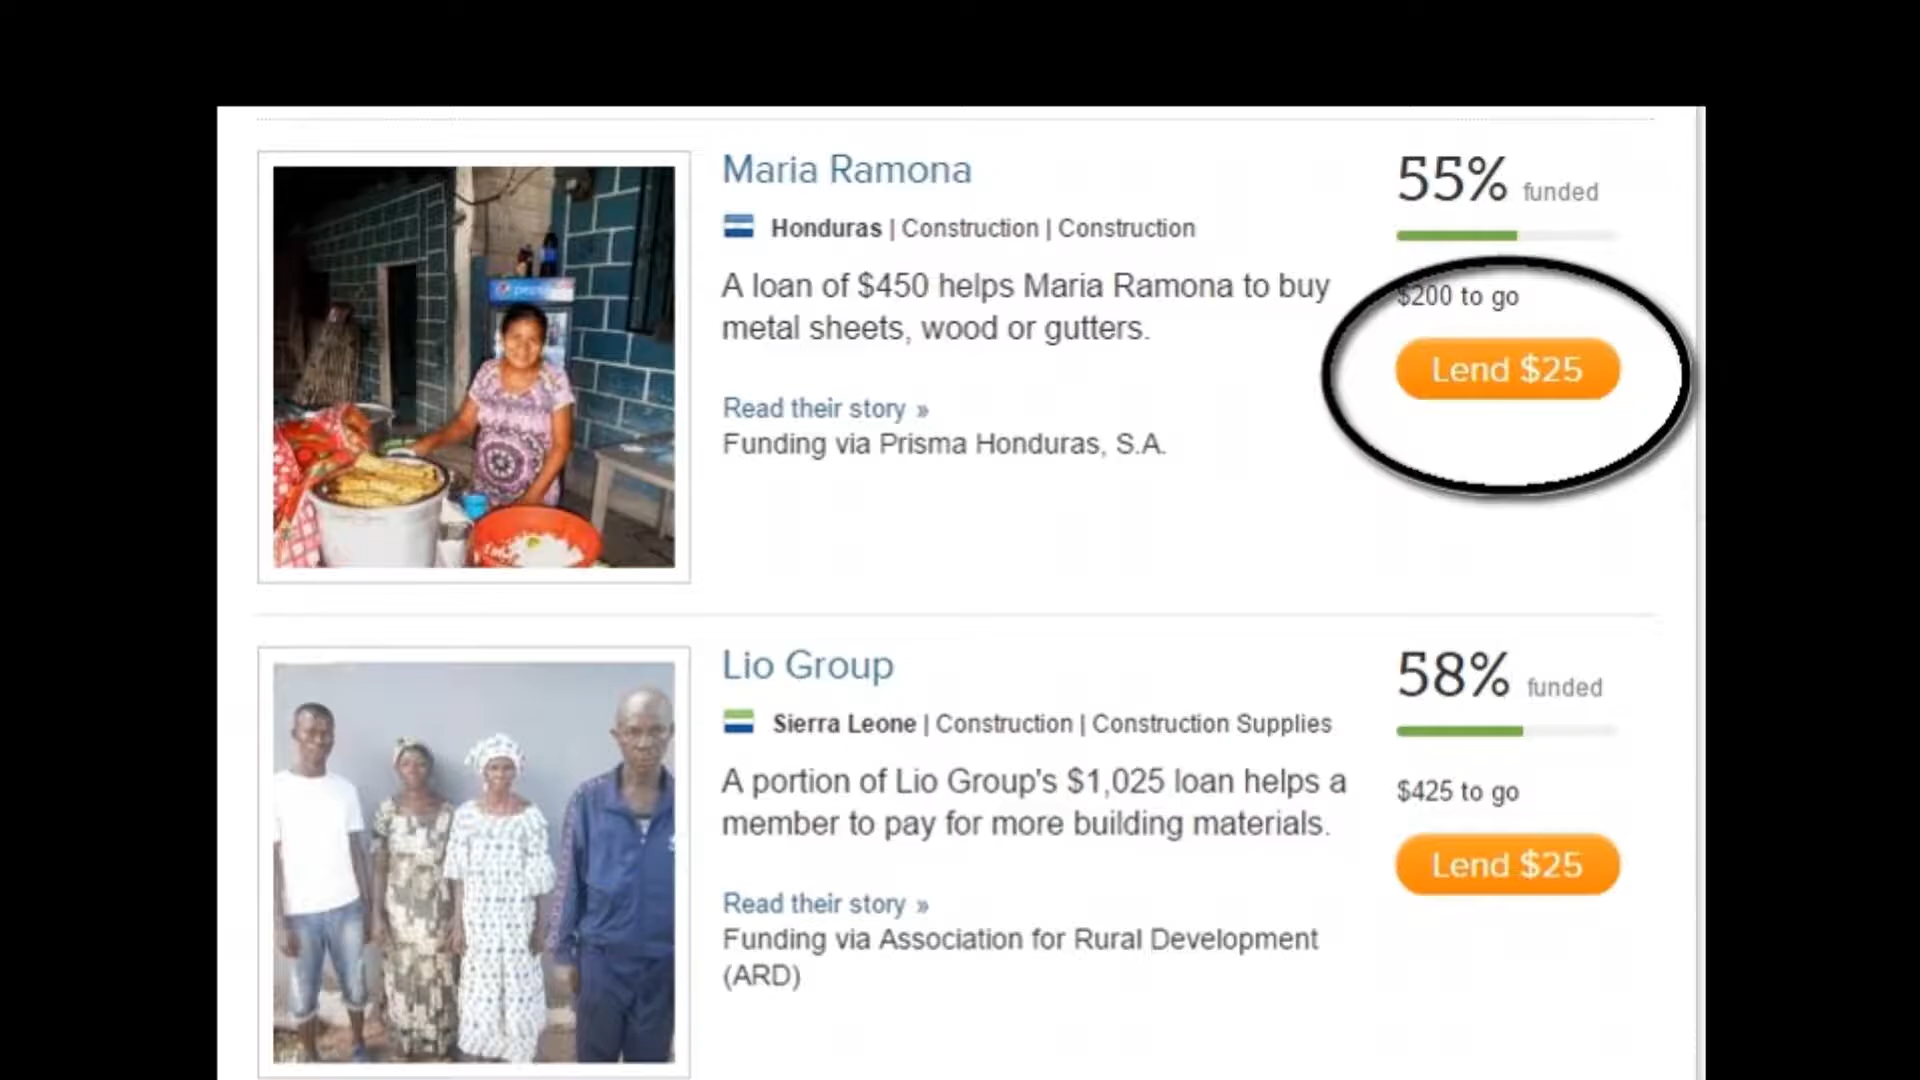 Maria Ramona
55% funded
Honduras | Construction | Construction
A loan of $450 helps Maria Ramona to buy
metal sheets, wood or gutters.
$200 to go
Lend $25
Read their story »
Funding via Prisma Honduras, S.A.
pepsi
Lio Group
58% funded
Sierra Leone | Construction | Construction Supplies
A portion of Lio Group's $1,025 loan helps a
member to pay for more building materials.
$425 to go
Lend $25
Read their story »
Funding via Association for Rural Development
(ARD)